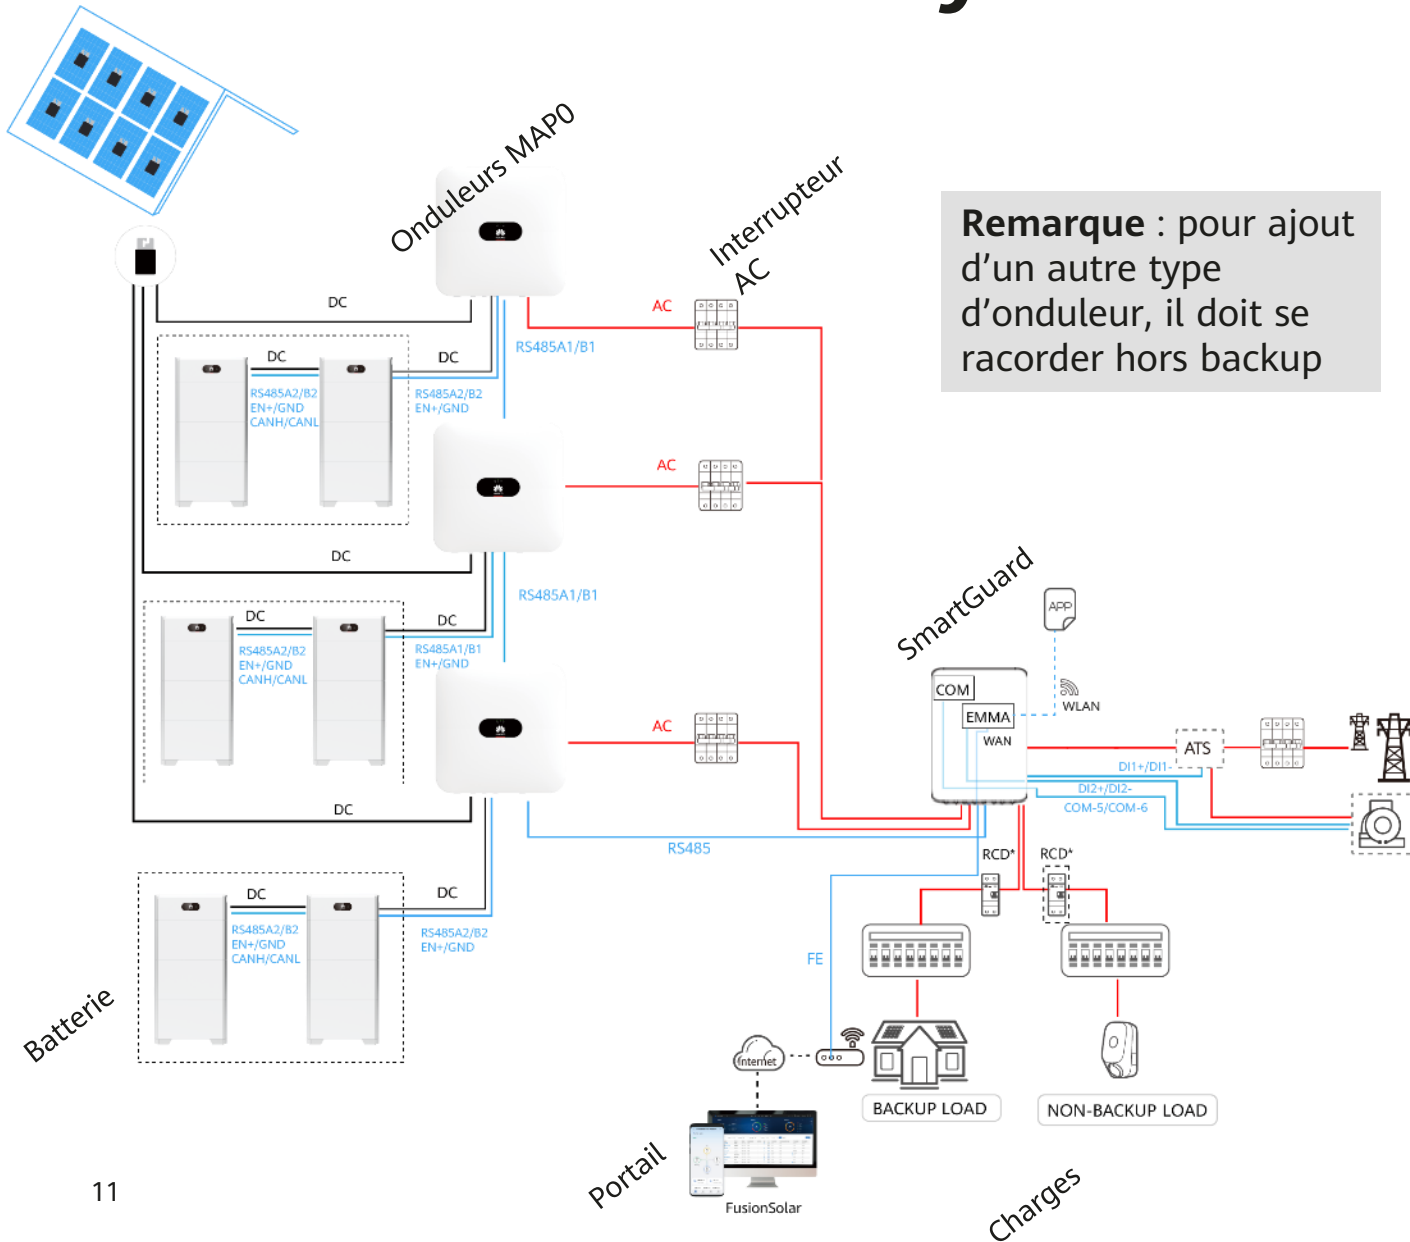 Onduleurs MAP0
Interrupteur
AC
Remarque : pour ajout
d’un autre type
d’onduleur, il doit se
racorder hors backup
DC
AC
RS485A1/B1
DC
DC
RS485A2/B2
EN+/GND
CANH/CANL
RS485A2/B2
EN+/GND
AC
DC
RS485A1/B1
SmartGuard
APP
DC
DC
RS485A2/B2
EN+/GND
CANH/CANL
RS485A1/B1
EN+/GND
COM
EMMA
WAN
WLAN
AC
ATS
DI1+/DI1-
DI2+/DI2-
COM-5/COM-6
DC
RS485
RCD*
RCD*
DC
DC
RS485A2/B2
EN+/GND
CANH/CANL
RS485A2/B2
EN+/GND
FE
Batterie
Internet
BACKUP LOAD
NON-BACKUP LOAD
Portail
FusionSolar
Charges
11